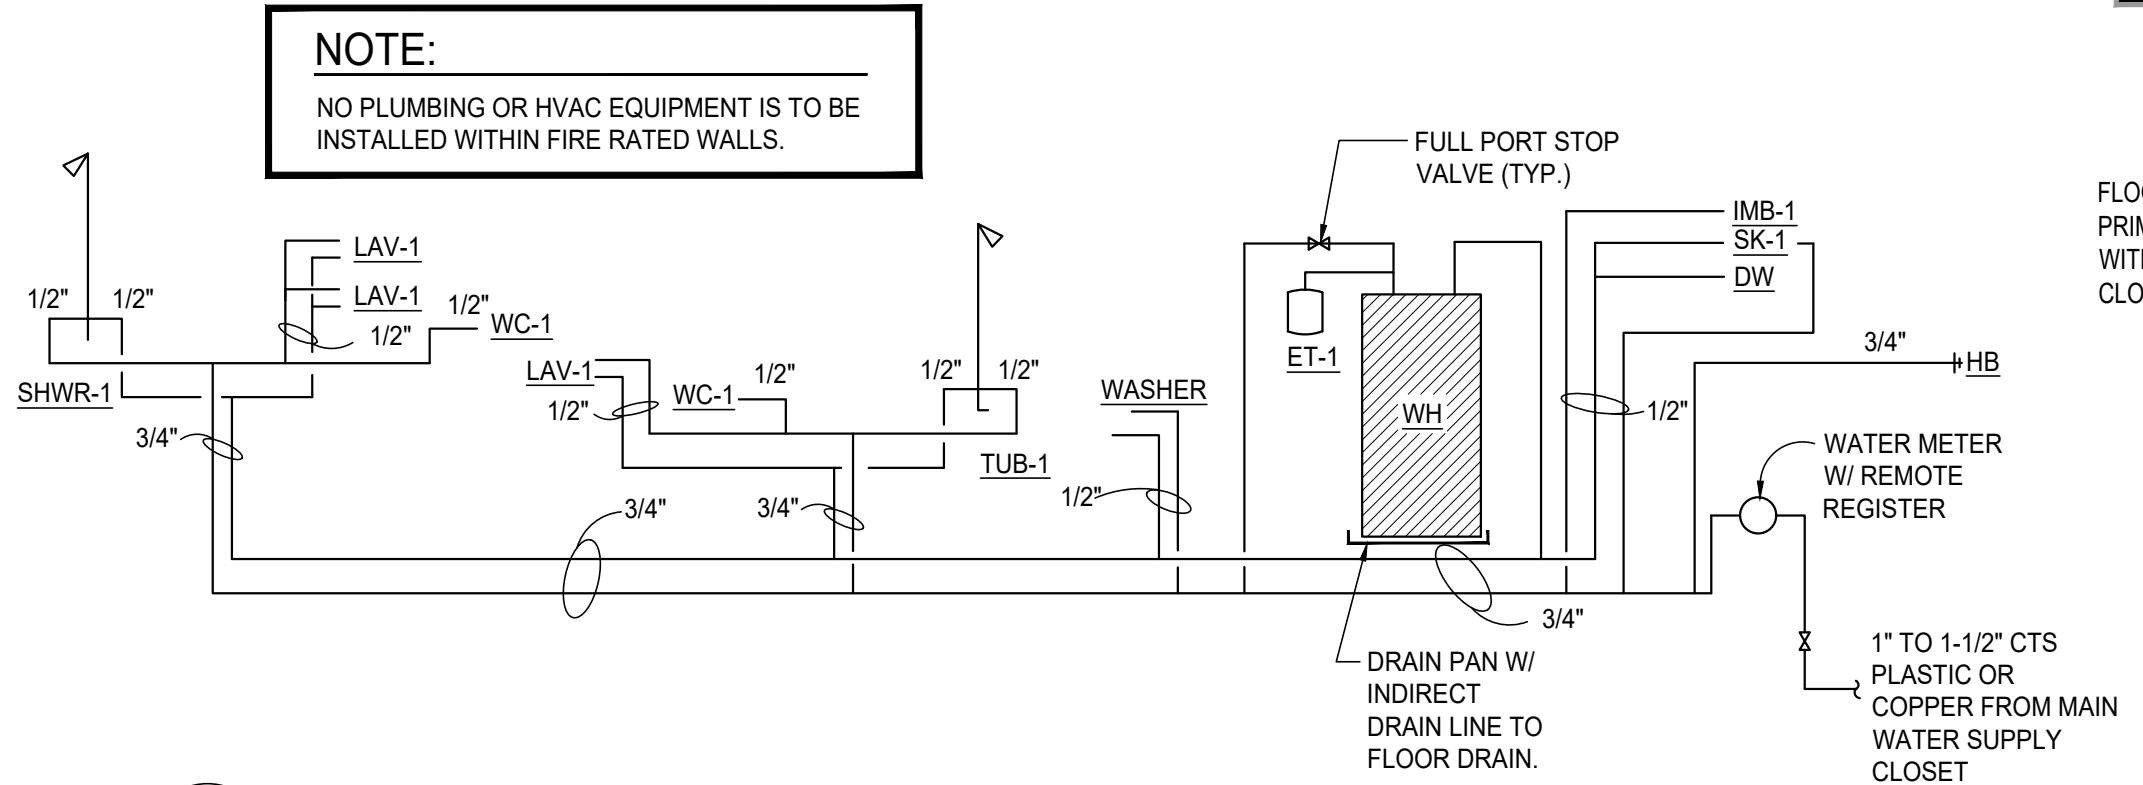 NOTE:
NO PLUMBING OR HVAC EQUIPMENT IS TO BE
INSTALLED WITHIN FIRE RATED WALLS.
FULL PORT STOP
VALVE (TYP.)
IMB-1
SK-1
DW
LAV-1
LAV-1
1/2"
1/2"
1/2"
WC-1
1/2"
SHWR-1
3/4"
LAV-1
1/2"
WC-1
1/2"
1/2"
1/2"
TUB-1
3/4"
3/4"
WASHER
1/2"
ET-1
WH
1/2"
3/4"
HB
WATER METER
W/ REMOTE
REGISTER
3/4"
DRAIN PAN W/
INDIRECT
DRAIN LINE TO
FLOOR DRAIN.
1" TO 1-1/2" CTS
PLASTIC OR
COPPER FROM MAIN
WATER SUPPLY
CLOSET